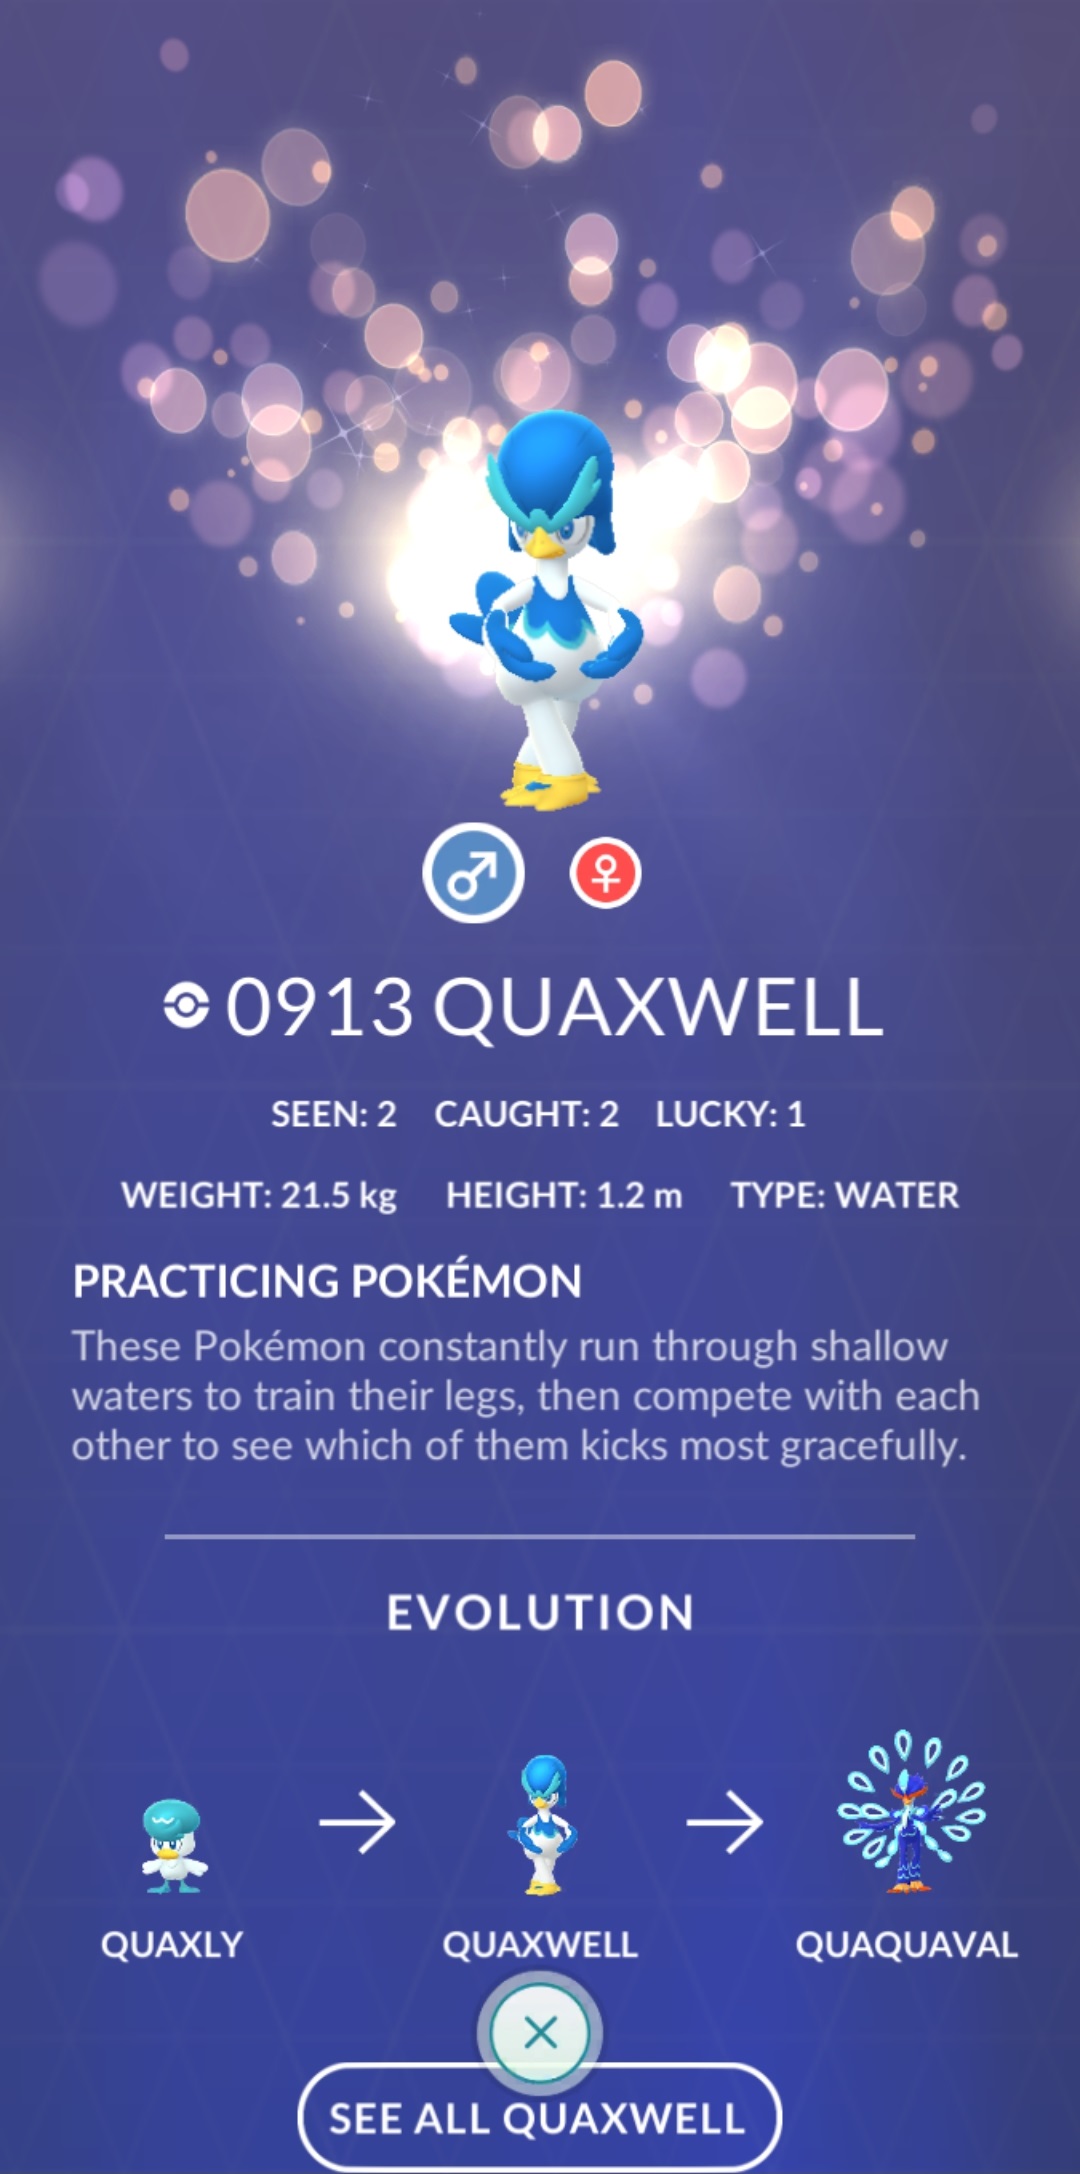 0913 QUAXWELL
SEEN: 2 CAUGHT: 2 LUCKY: 1
WEIGHT: 21.5 kg HEIGHT: 1.2 m TYPE: WATER
PRACTICING POKÉMON
These Pokémon constantly run through shallow
waters to train their legs, then compete with each
other to see which of them kicks most gracefully.
EVOLUTION
QUAXLY QUAXWELL QUAQUAVAL
SEE ALL QUAXWELL